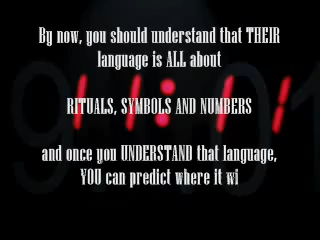 By now, you should understand that THEIR
language is ALL about
RITUALS, SYMBOLS AND NUMBERS
and once you UNDERSTAND that language,
YOU can predict where it wi